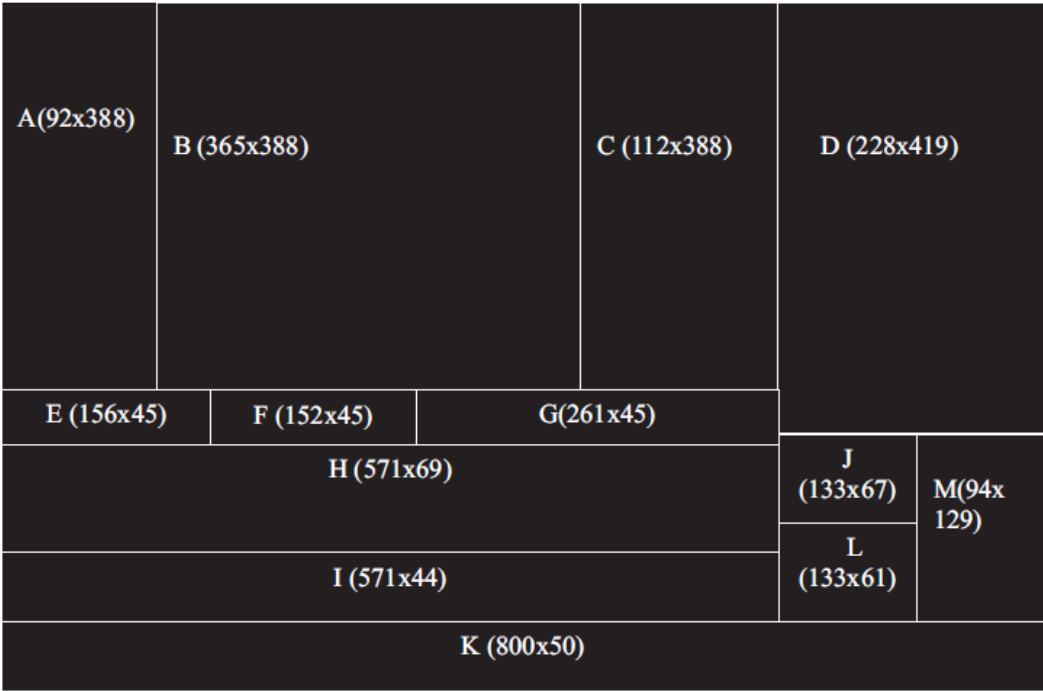 A(92x388)
B (365x388)
C (112x388)
D (228x419)
E (156x45)
F (152x45)
G(261x45)
H (571x69)
J
(133x67)
M(94x
129)
L
(133x61)
I (571x44)
K (800x50)